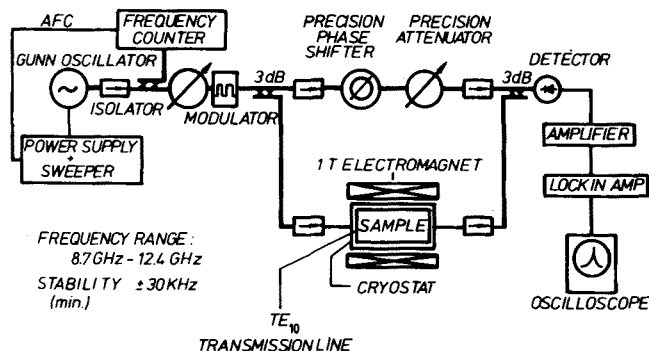 AFC
FREQUENCY
COUNTER
GUNN OSCILLATOR
ISOLATOR
MODULATOR
POWER SUPPLY
+
SWEEPER
3dB
PRECISION
PHASE
SHIFTER
PRECISION
ATTENUATOR
3dB
DETECTOR
AMPLIFIER
LOCKIN AMP
OSCILLOSCOPE
1 T ELECTROMAGNET
SAMPLE
CRYOSTAT
TE10
TRANSMISSION LINE
FREQUENCY RANGE :
8.7 GHz - 12.4 GHz
STABILITY ± 30 KHz
(min.)